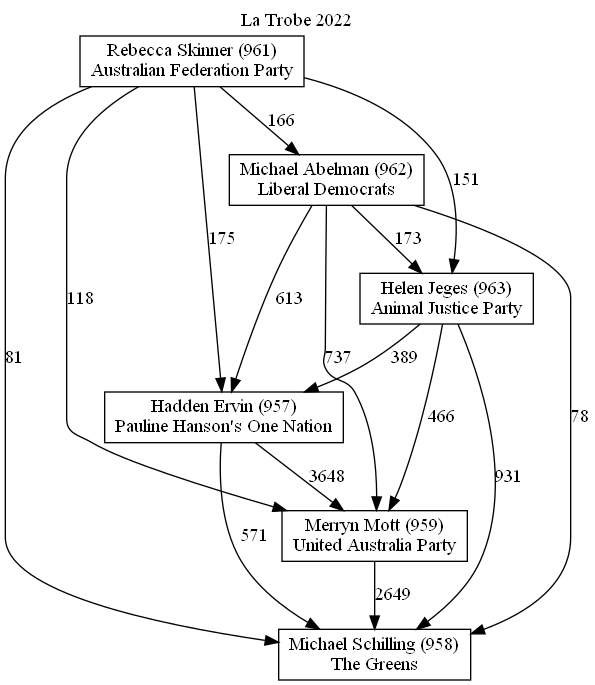 La Trobe 2022
Rebecca Skinner (961)
Australian Federation Party
166
Michael Abelman (962)
Liberal Democrats
151
175
173
118
613
Helen Jeges (963)
Animal Justice Party
81
737
389
78
Hadden Ervin (957)
Pauline Hanson's One Nation
466
3648
931
571
Merryn Mott (959)
United Australia Party
2649
Michael Schilling (958)
The Greens